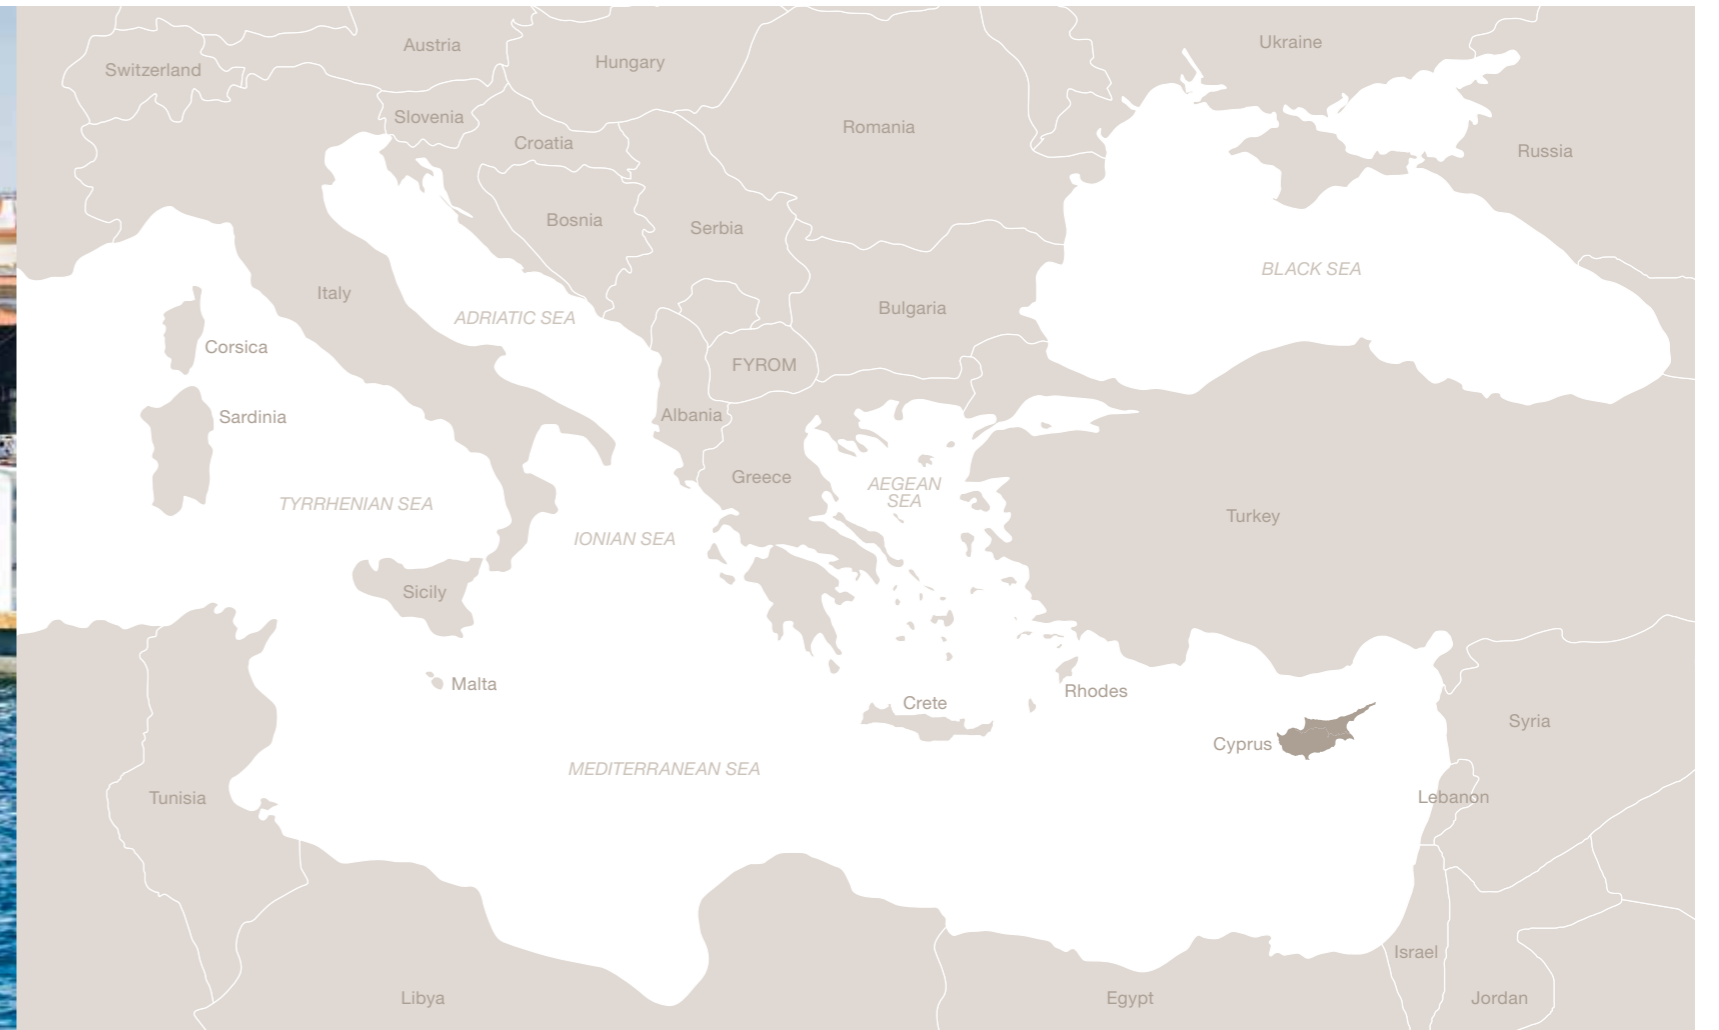 Austria
Ukraine
Hungary
Switzerland
Slovenia
Romania
Croatia
Russia
Bosnia
Serbia
BLACK SEA
Italy
Bulgaria
ADRIATIC SEA
Corsica
FYROM
Albania
Sardinia
Greece
AEGEAN
SEA
TYRRHENIAN SEA
Turkey
IONIAN SEA
Sicily
Malta
Rhodes
Crete
Syria
Cyprus
MEDITERRANEAN SEA
Tunisia
Lebanon
Israel
Libya
Egypt
Jordan